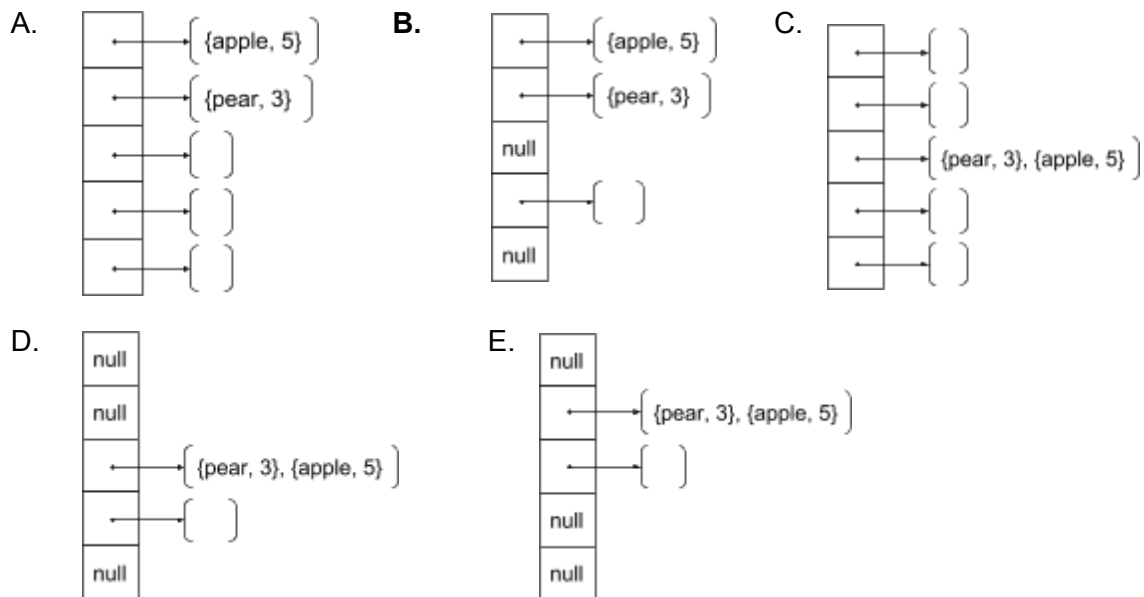 A.
{apple, 5}
{pear, 3}
B.
{apple, 5}
{pear, 3}
null
null
C.
{pear, 3}, {apple, 5}
D.
null
null
{pear, 3}, {apple, 5}
null
E.
null
{pear, 3}, {apple, 5}
null
null